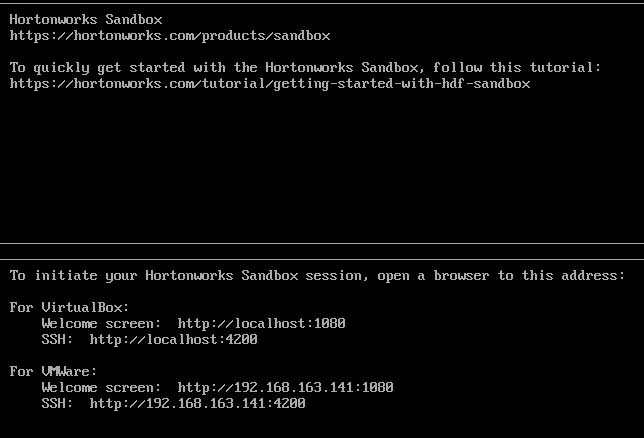 Hortonworks Sandbox
https://hortonworks.com/products/sandbox
To quickly get started with the Hortonworks Sandbox, follow this tutorial:
https://hortonworks.com/tutorial/getting-started-with-hdf-sandbox
To initiate your Hortonworks Sandbox session, open a browser to this address:
For VirtualBox:
Welcome screen: http://localhost:1080
SSH: http://localhost:4200
For VMWare:
Welcome screen: http://192.168.163.141:1080
SSH: http://192.168.163.141:4200